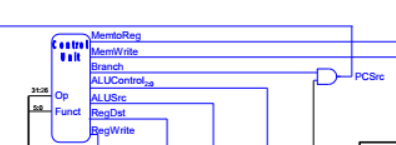 MemtoReg
Control
Unit
MemWrite
Branch
PCSrc
ALUControl2:0
31:26 Op
ALUSrc
5:0 Funct
RegDst
RegWrite